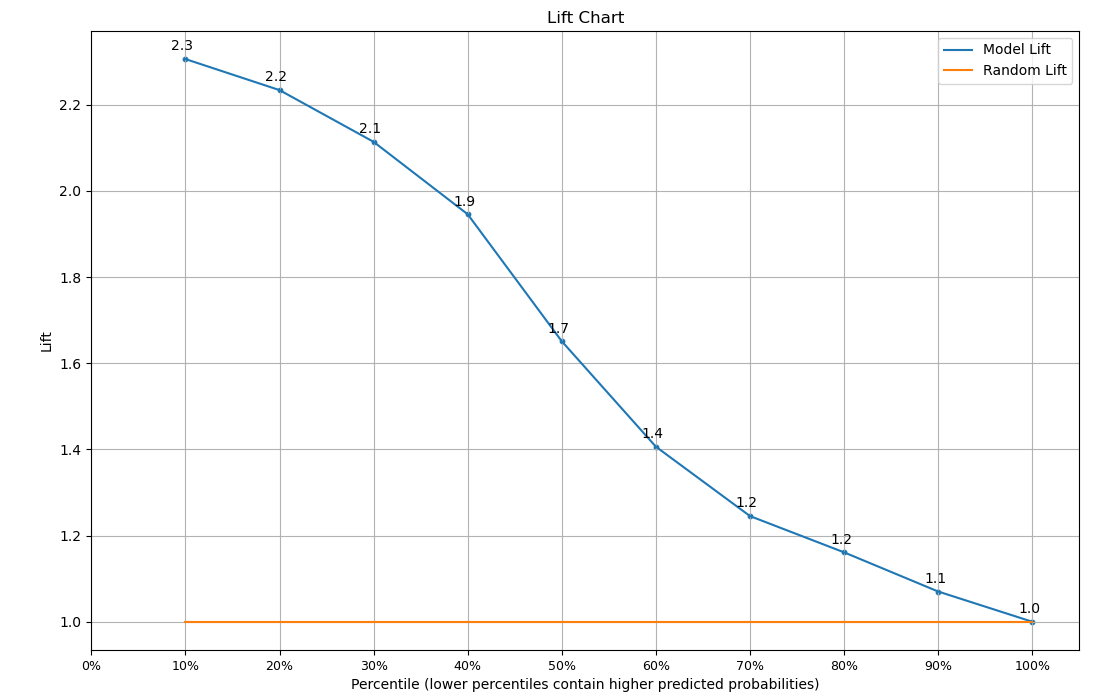 Lift Chart
2.3
2.2
2.1
1.9
1.7
1.4
1.2
1.2
1.1
1.0
Model Lift
Random Lift
Lift
2.2
2.0
1.8
1.6
1.4
1.2
1.0
0% 10% 20% 30% 40% 50% 60% 70% 80% 90% 100%
Percentile (lower percentiles contain higher predicted probabilities)